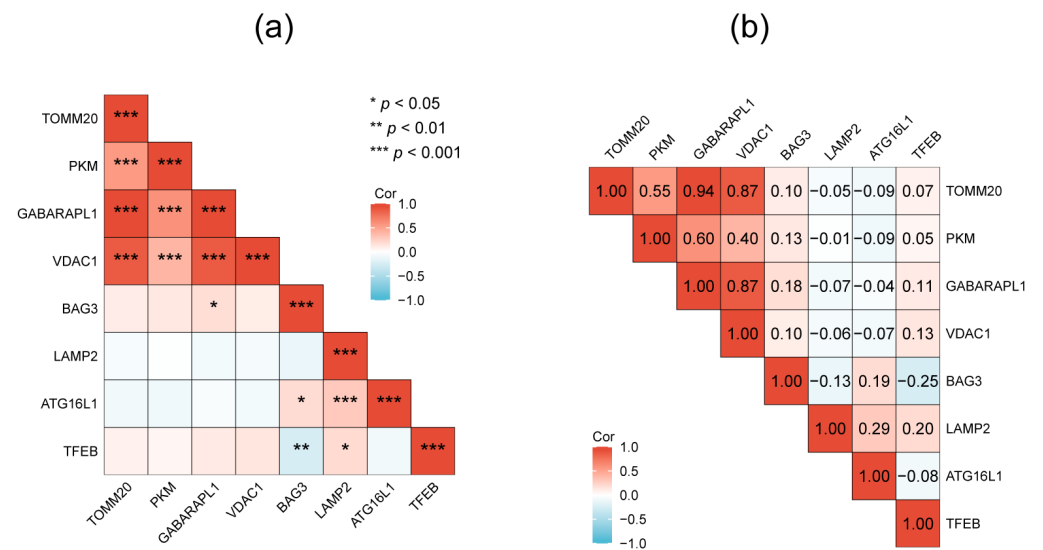 (a)
TOMM20 ***
PKM *** ***
GABARAPL1 *** *** ***
VDAC1 *** *** *** ***
BAG3 * ***
LAMP2 ***
ATG16L1 * *** ***
TFEB ** * ***
TOMM20 PKM GABARAPL1 VDAC1 BAG3 LAMP2 ATG16L1 TFEB
* p < 0.05
** p < 0.01
*** p < 0.001
Cor
1.0
0.5
0.0
−0.5
−1.0
(b)
TOMM20 PKM GABARAPL1 VDAC1 BAG3 LAMP2 ATG16L1 TFEB
1.00 0.55 0.94 0.87 0.10 −0.05 −0.09 0.07 TOMM20
1.00 0.60 0.40 0.13 −0.01 −0.09 0.05 PKM
1.00 0.87 0.18 −0.07 −0.04 0.11 GABARAPL1
1.00 0.10 −0.06 −0.07 0.13 VDAC1
1.00 −0.13 0.19 −0.25 BAG3
1.00 0.29 0.20 LAMP2
1.00 −0.08 ATG16L1
1.00 TFEB
Cor
1.0
0.5
0.0
−0.5
−1.0